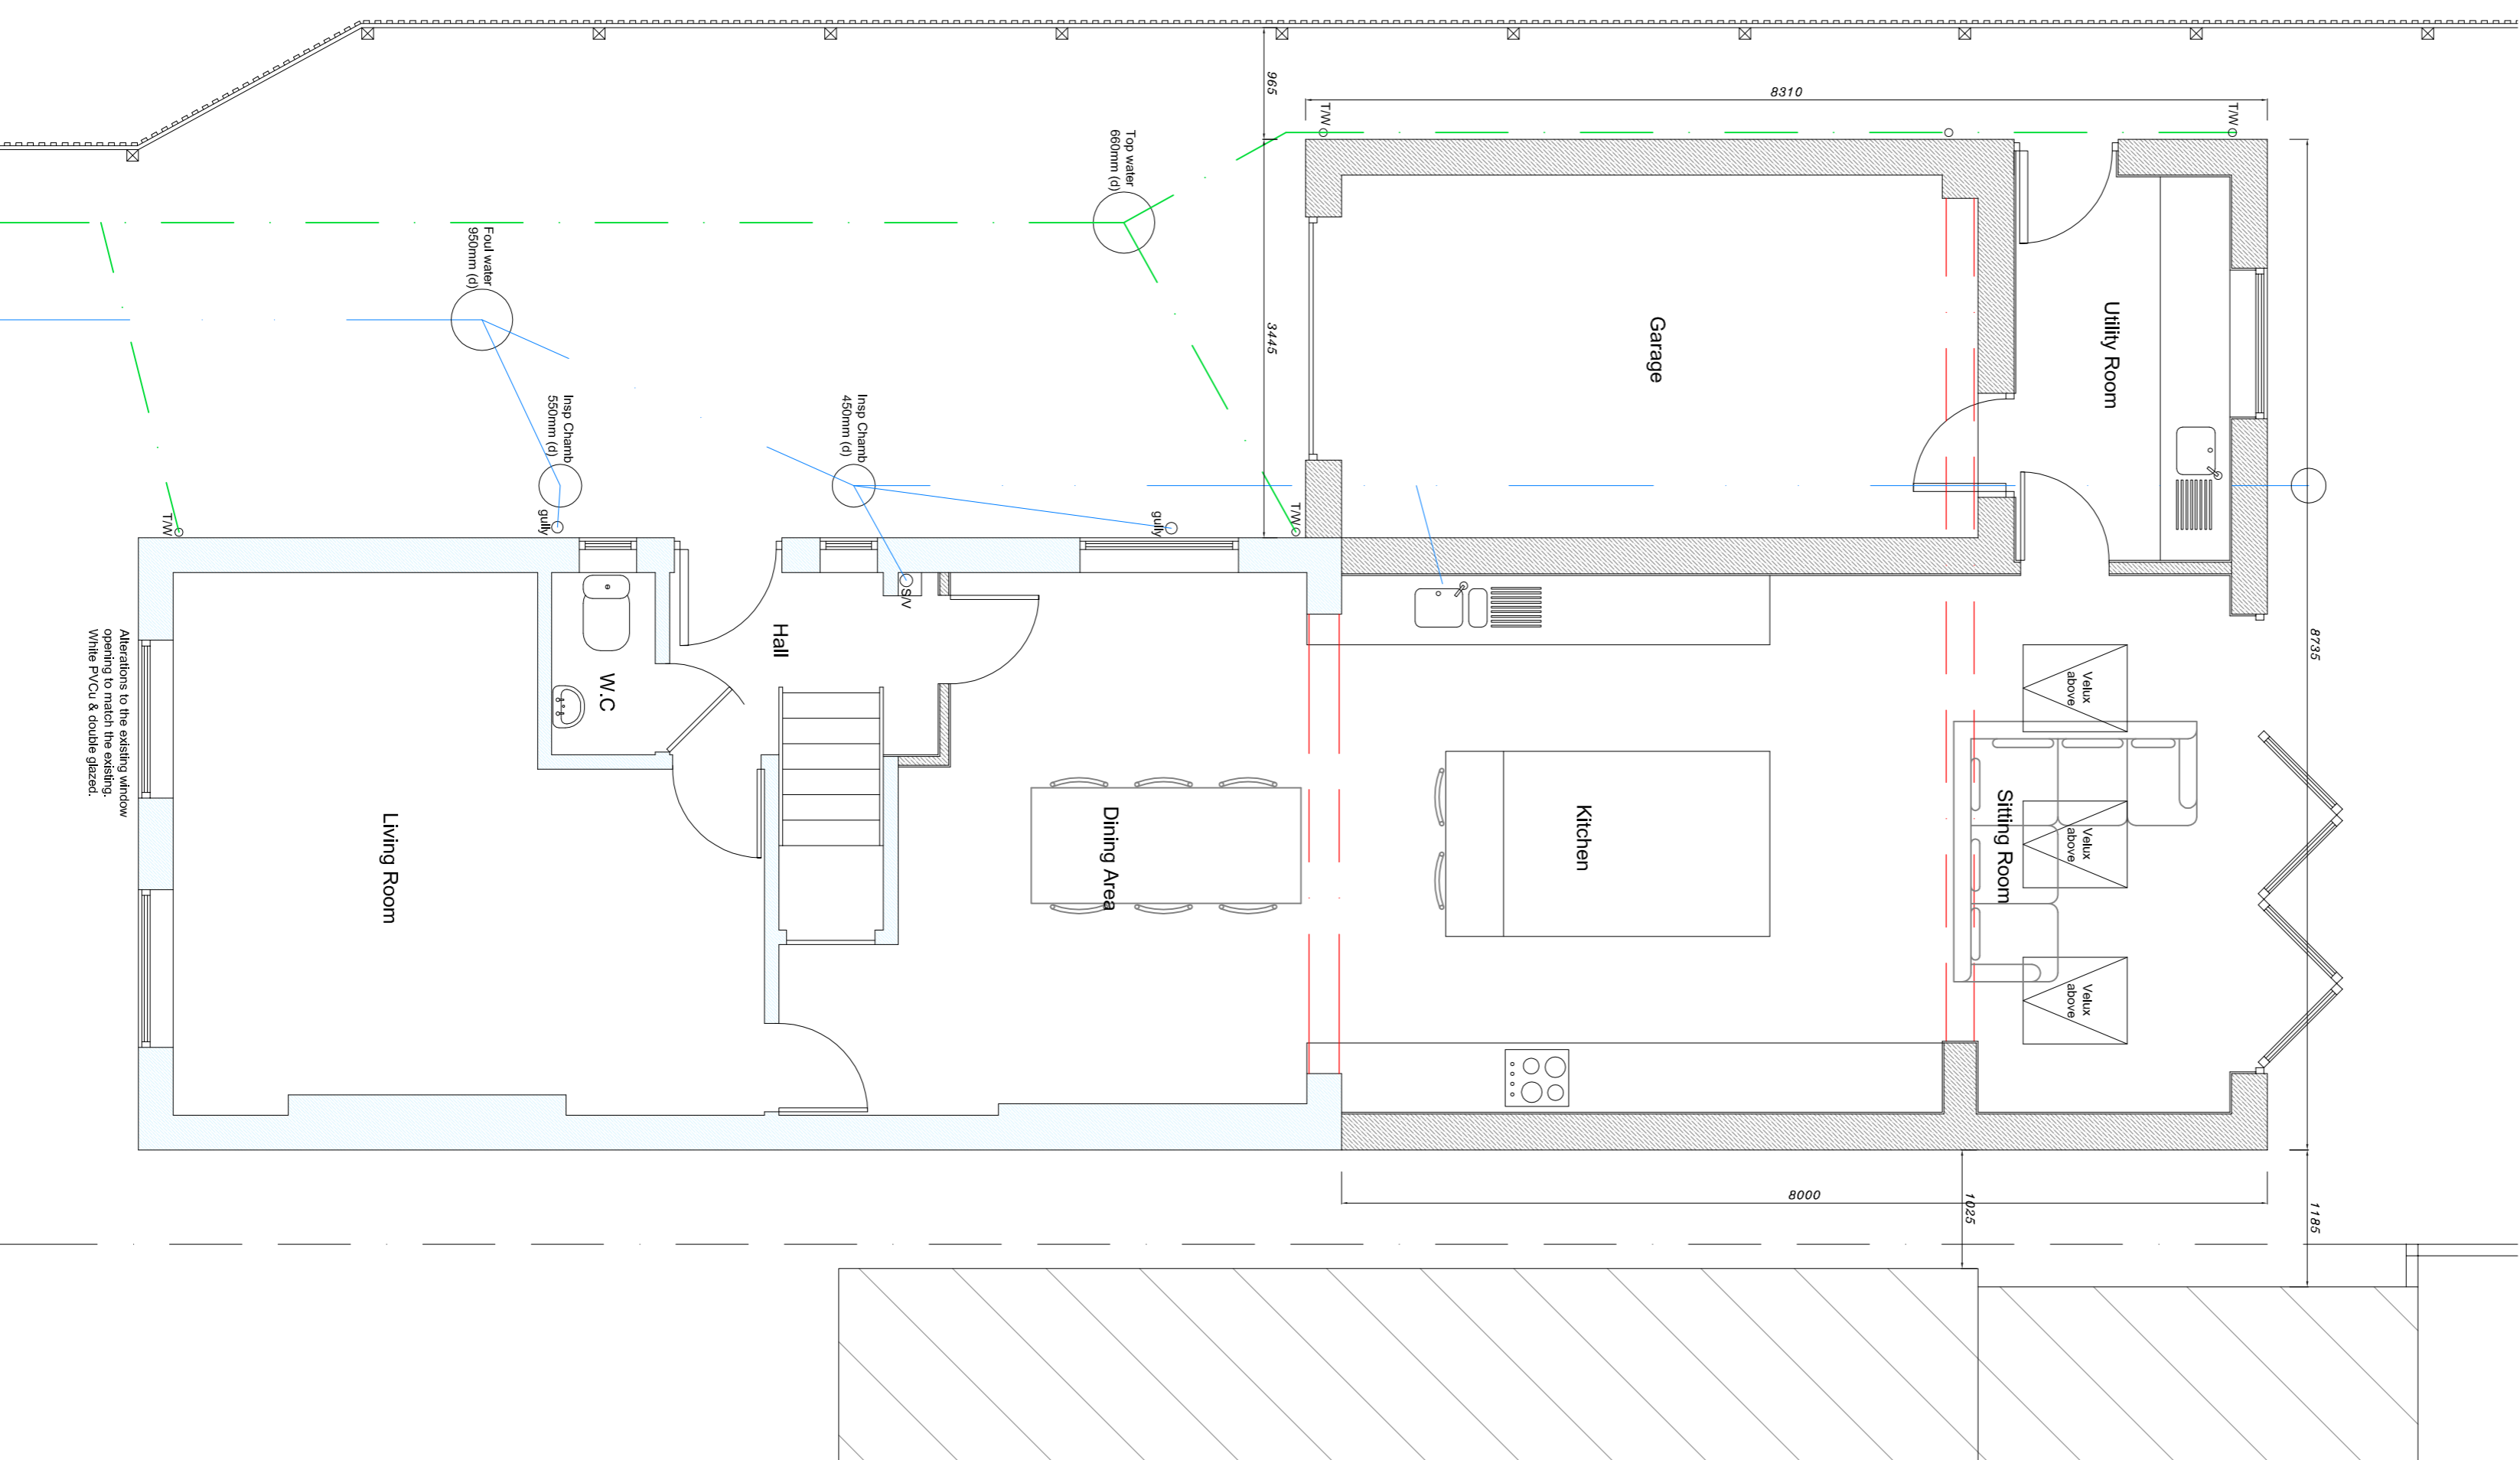 965
8310
T/W
T/W
Top water
660mm (d)
Foul water
950mm (d)
3445
Garage
Utility Room
Insp Chamb
550mm (d)
Insp Chamb
450mm (d)
gully
gully
T/W
T/W
S/V
Hall
W.C
8735
Velux
above
Velux
above
Velux
above
Alterations to the existing window
opening to match the existing.
White PVCu & double glazed.
Living Room
Dining Area
Kitchen
Sitting Room
8000
1025
1185